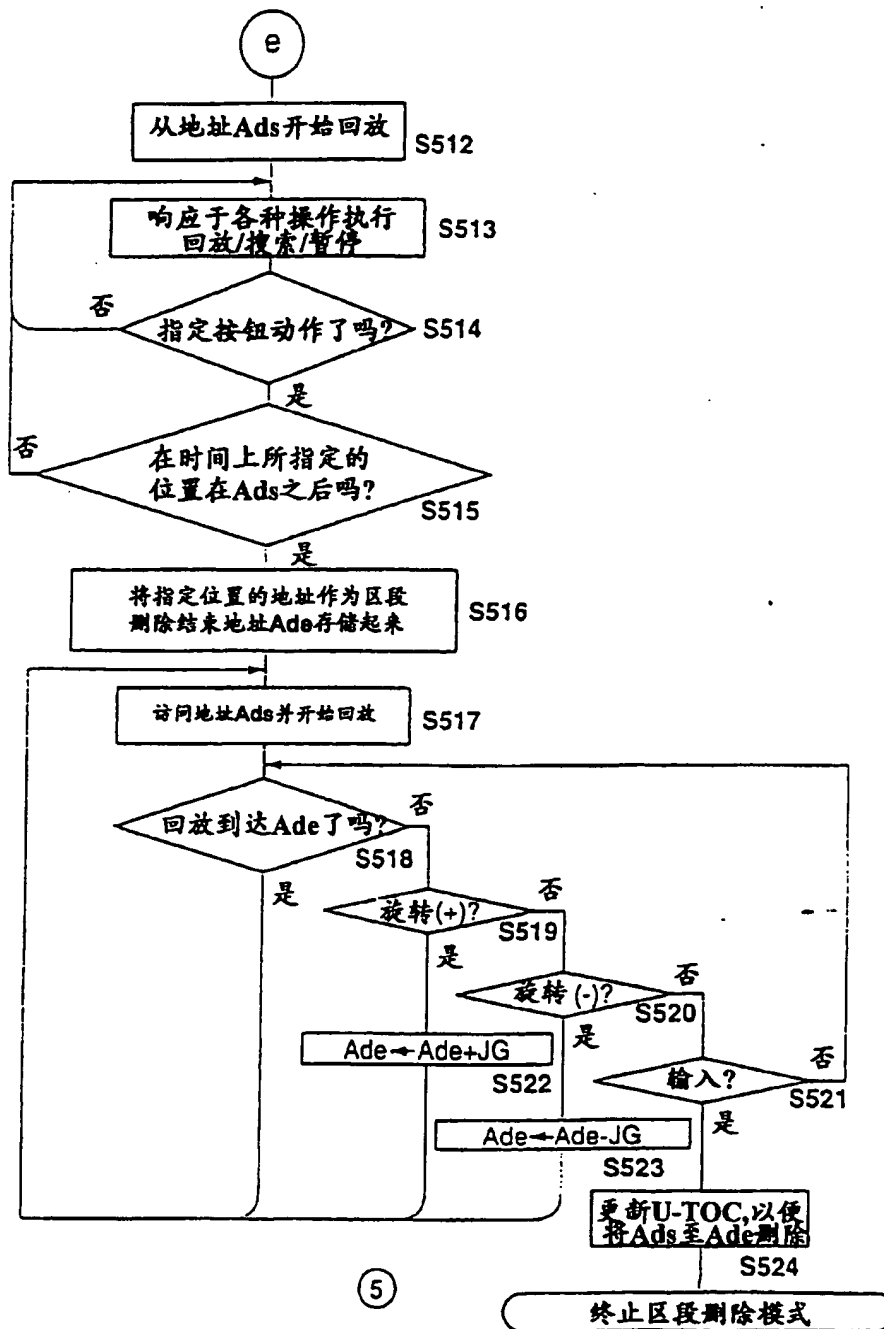 e
从地址Ads开始回放
S512
响应于各种操作执行
回放/搜索/暂停
S513
否
指定按钮动作了吗?
S514
是
否
在时间上所指定的
位置在Ads之后吗?
S515
是
将指定位置的地址作为区段
删除结束地址Ade存储起来
S516
访问地址Ads并开始回放
S517
回放到达Ade了吗?
否
S518
是
旋转(+)?
否
S519
是
旋转(-)?
否
S520
是
Ade←Ade+JG
S522
输入?
否
S521
是
Ade←Ade-JG
S523
更新U-TOC,以便
将Ads至Ade删除
S524
5
终止区段删除模式